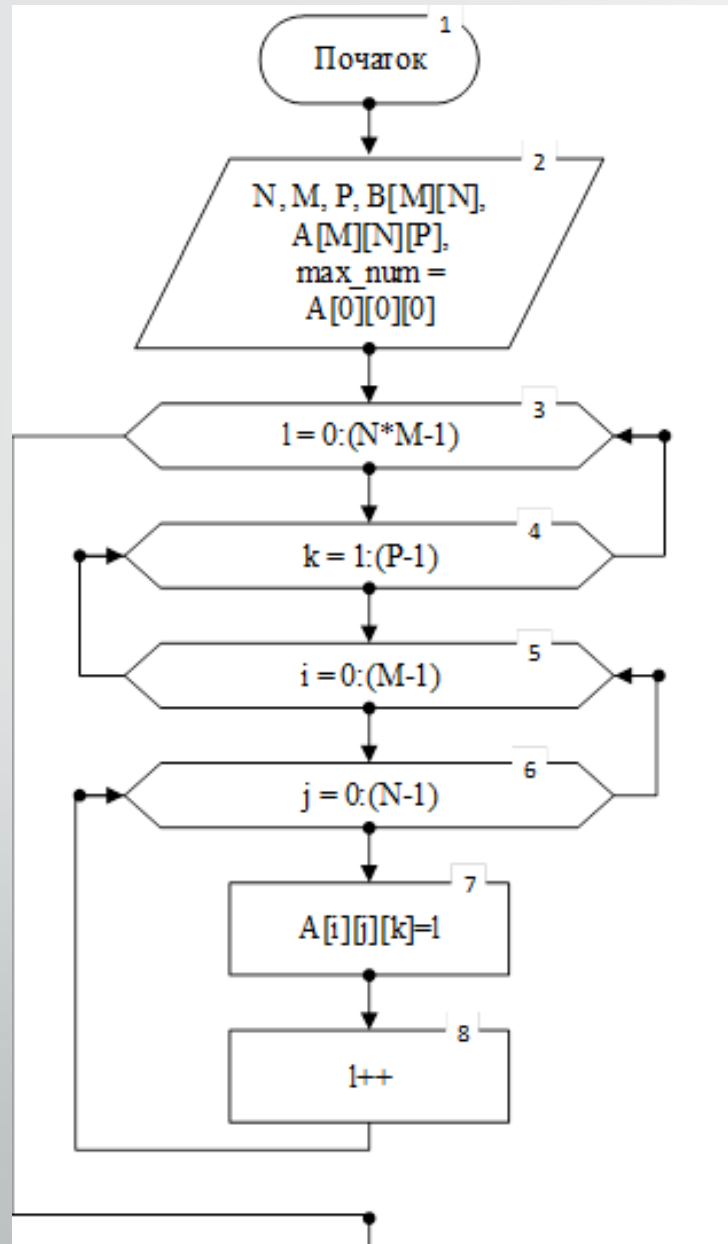 1
Початок
2
N, M, P, B[M][N],
A[M][N][P],
max_num =
A[0][0][0]
3
l = 0:(N*M-1)
4
k = 1:(P-1)
5
i = 0:(M-1)
6
j = 0:(N-1)
7
A[i][j][k]=l
8
l++